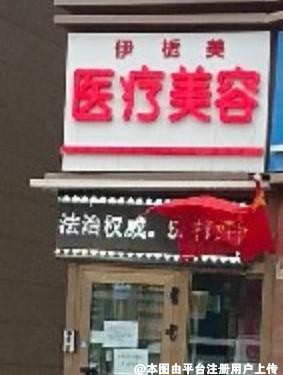 伊栀美
医疗美容
法治权威。
@本图由平台注册用户上传